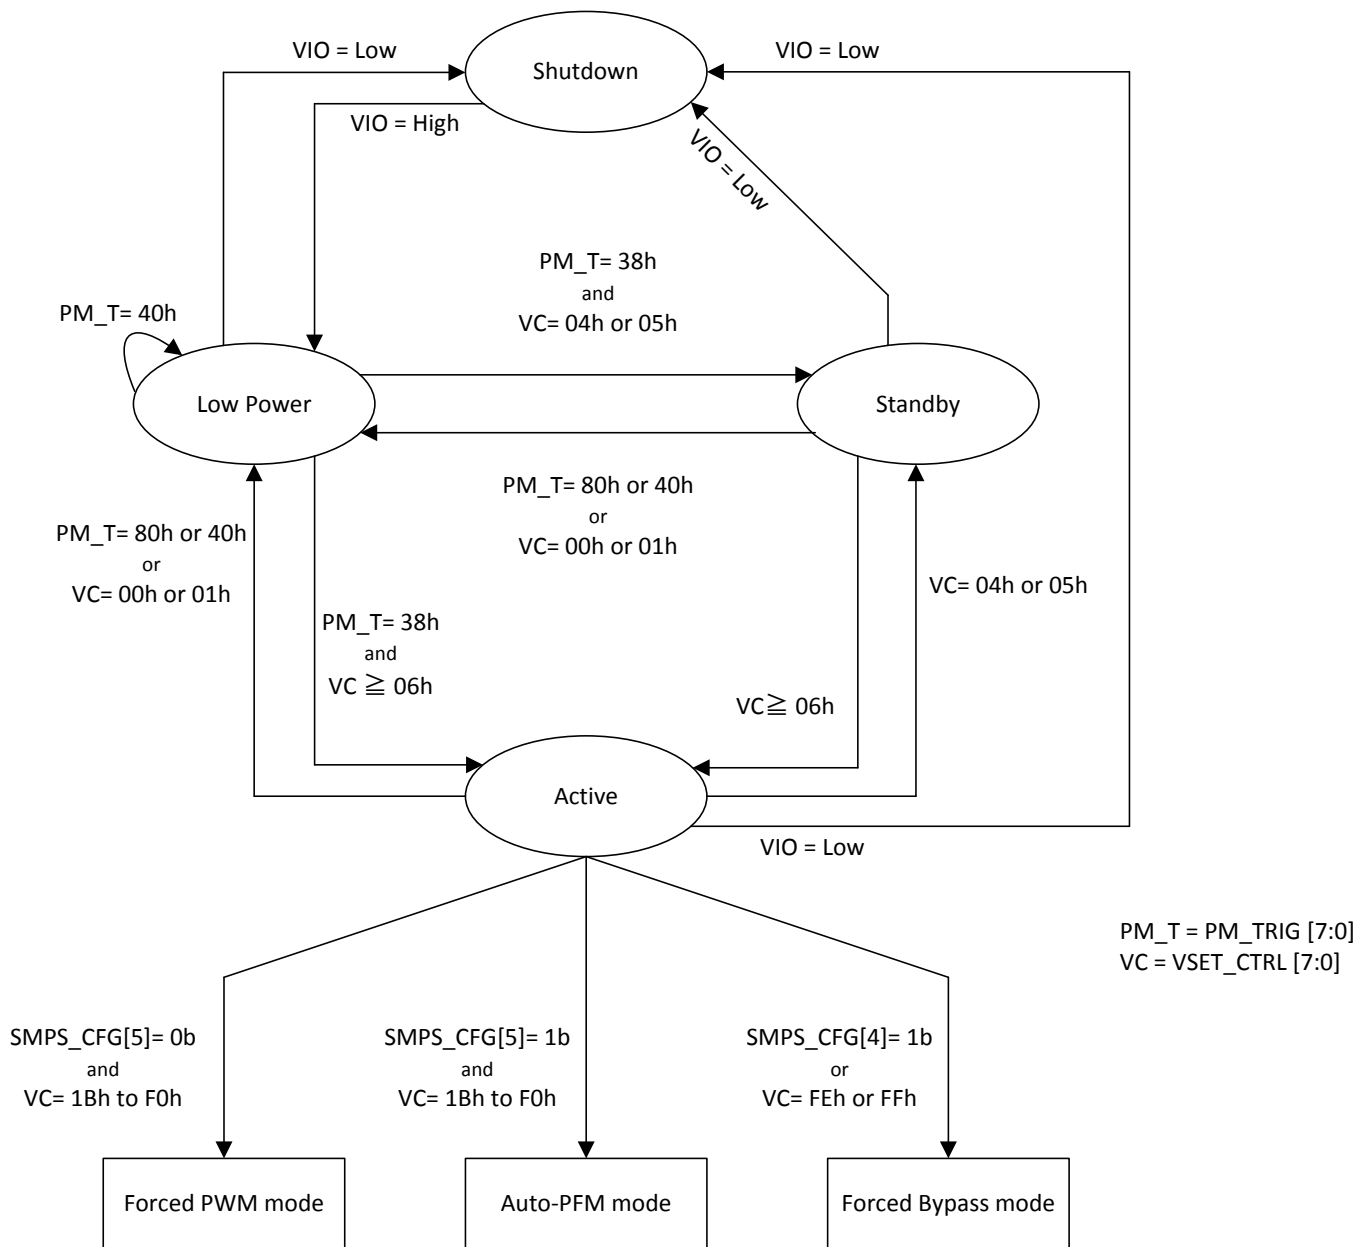 VIO = Low
Shutdown
VIO = Low
VIO = High
VIO = Low
PM_T= 38h
and
VC= 04h or 05h
PM_T= 40h
Low Power
Standby
PM_T= 80h or 40h
or
VC= 00h or 01h
PM_T= 80h or 40h
or
VC= 00h or 01h
VC= 04h or 05h
PM_T= 38h
and
VC ≧ 06h
VC≧ 06h
Active
VIO = Low
PM_T = PM_TRIG [7:0]
VC = VSET_CTRL [7:0]
SMPS_CFG[5]= 0b
and
VC= 1Bh to F0h
SMPS_CFG[5]= 1b
and
VC= 1Bh to F0h
SMPS_CFG[4]= 1b
or
VC= FEh or FFh
Forced PWM mode
Auto-PFM mode
Forced Bypass mode